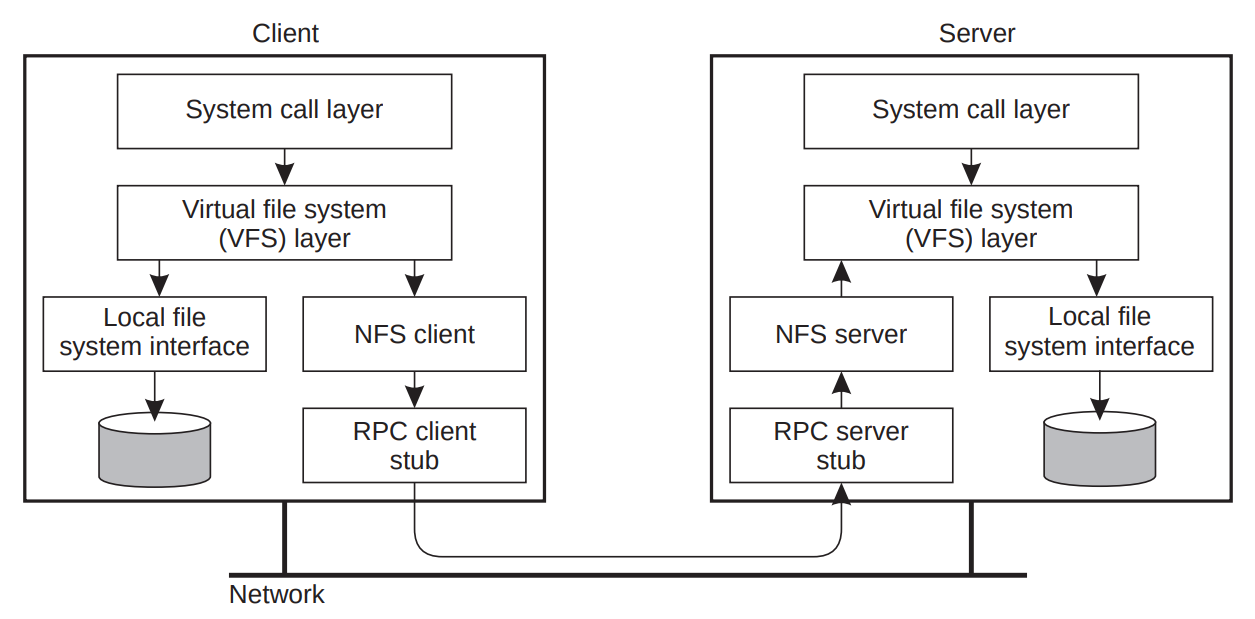 Client
System call layer
Virtual file system
(VFS) layer
Local file
system interface
NFS client
RPC client
stub
Server
System call layer
Virtual file system
(VFS) layer
NFS server
Local file
system interface
RPC server
stub
Network